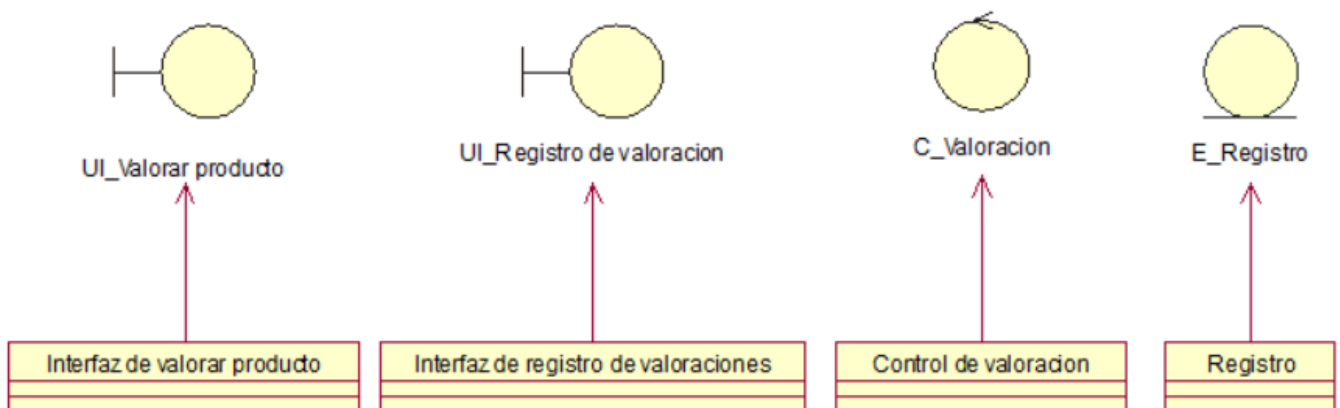 UI_Valorar producto
UI_Registro de valoracion
C_Valoracion
E_Registro
Interfaz de valorar producto
Interfaz de registro de valoraciones
Control de valoracion
Registro